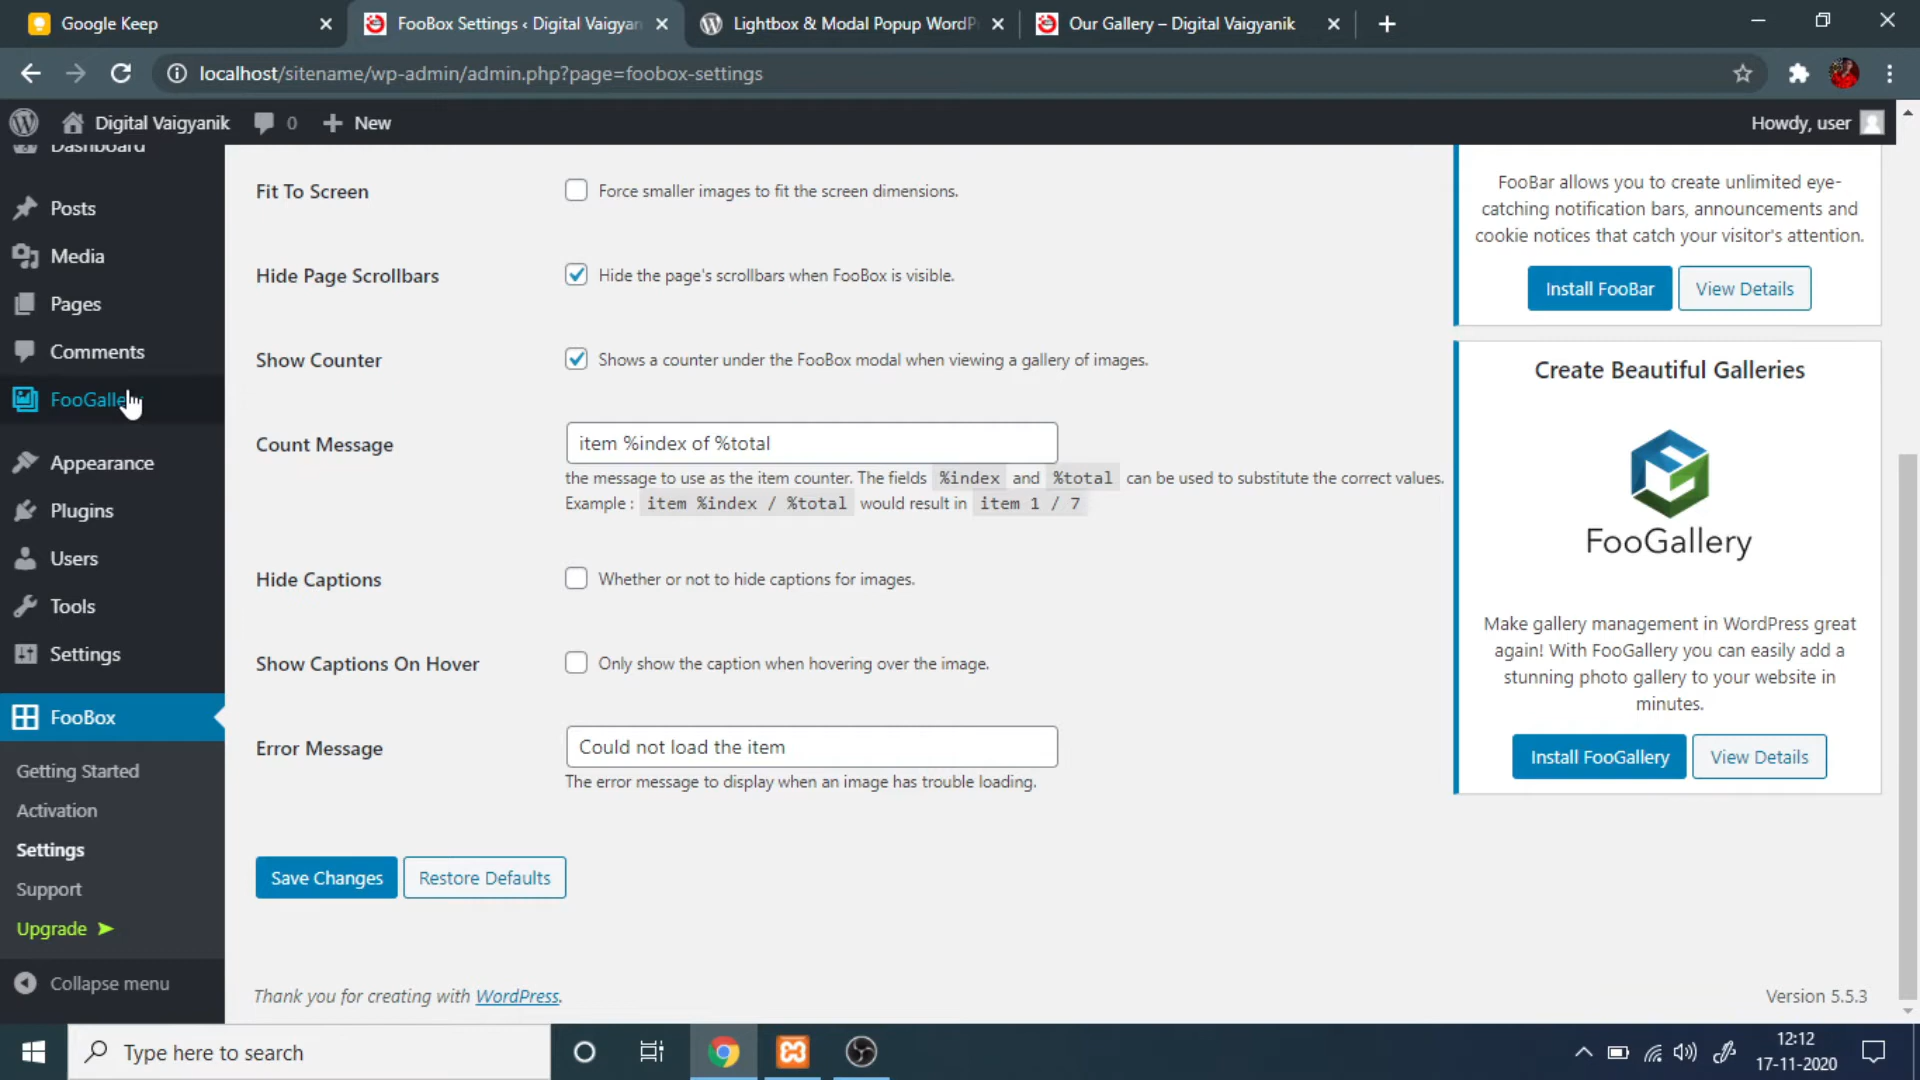 Google Keep
FooBox Settings ‹ Digital Vaigyan
Lightbox & Modal Popup WordP
Our Gallery – Digital Vaigyanik
localhost/sitename/wp-admin/admin.php?page=foobox-settings
Digital Vaigyanik
0
New
Howdy, user
Dashboard
Posts
Media
Pages
Comments
FooGalle
Appearance
Plugins
Users
Tools
Settings
FooBox
Getting Started
Activation
Settings
Support
Upgrade ➤
Collapse menu
Fit To Screen
Force smaller images to fit the screen dimensions.
Hide Page Scrollbars
Hide the page's scrollbars when FooBox is visible.
Show Counter
Shows a counter under the FooBox modal when viewing a gallery of images.
Count Message
item %index of %total
the message to use as the item counter. The fields %index and %total can be used to substitute the correct values.
Example : item %index / %total would result in item 1 / 7
Hide Captions
Whether or not to hide captions for images.
Show Captions On Hover
Only show the caption when hovering over the image.
Error Message
Could not load the item
The error message to display when an image has trouble loading.
Save Changes
Restore Defaults
Thank you for creating with WordPress.
Version 5.5.3
FooBar allows you to create unlimited eye-
catching notification bars, announcements and
cookie notices that catch your visitor's attention.
Install FooBar
View Details
Create Beautiful Galleries
FooGallery
Make gallery management in WordPress great
again! With FooGallery you can easily add a
stunning photo gallery to your website in
minutes.
Install FooGallery
View Details
Type here to search
12:12
17-11-2020